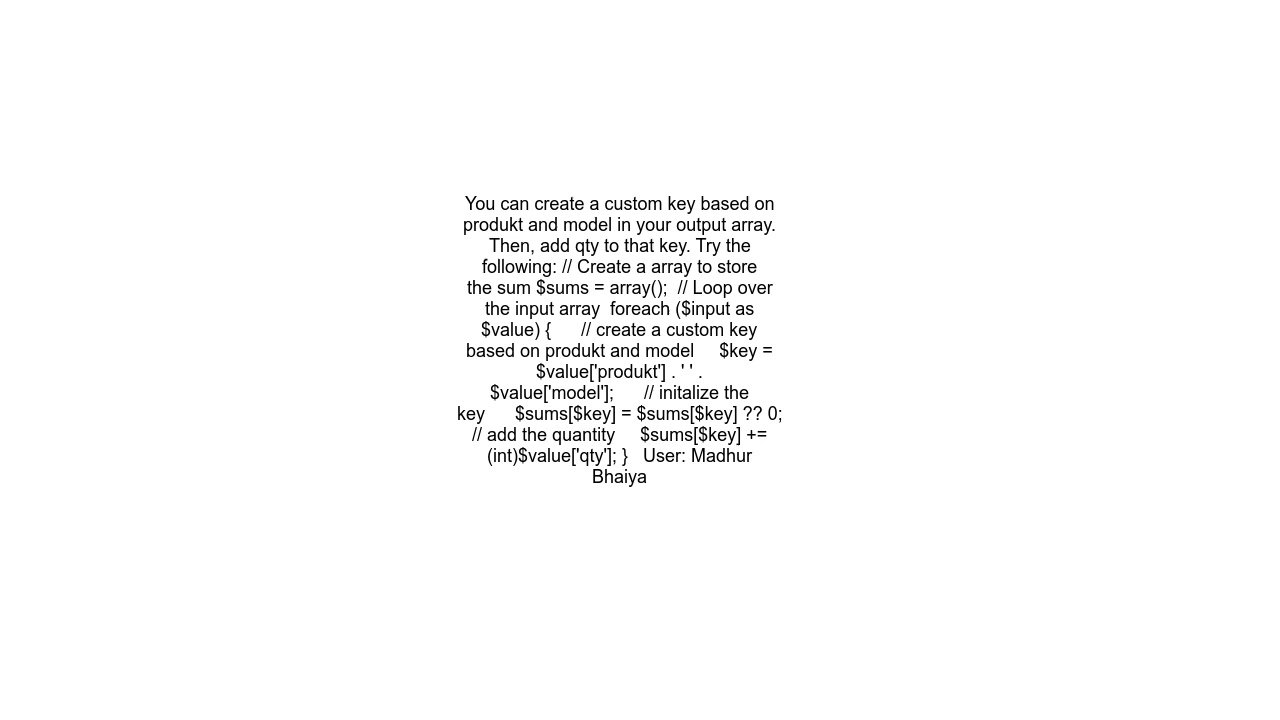 You can create a custom key based on
produkt and model in your output array.
Then, add qty to that key. Try the
following: // Create a array to store
the sum $sums = array();  // Loop over
the input array  foreach ($input as
$value) {      // create a custom key
based on produkt and model     $key =
$value['produkt'] . ' ' .
$value['model'];      // initalize the
key      $sums[$key] = $sums[$key] ?? 0;
// add the quantity     $sums[$key] +=
(int)$value['qty']; }   User: Madhur
Bhaiya